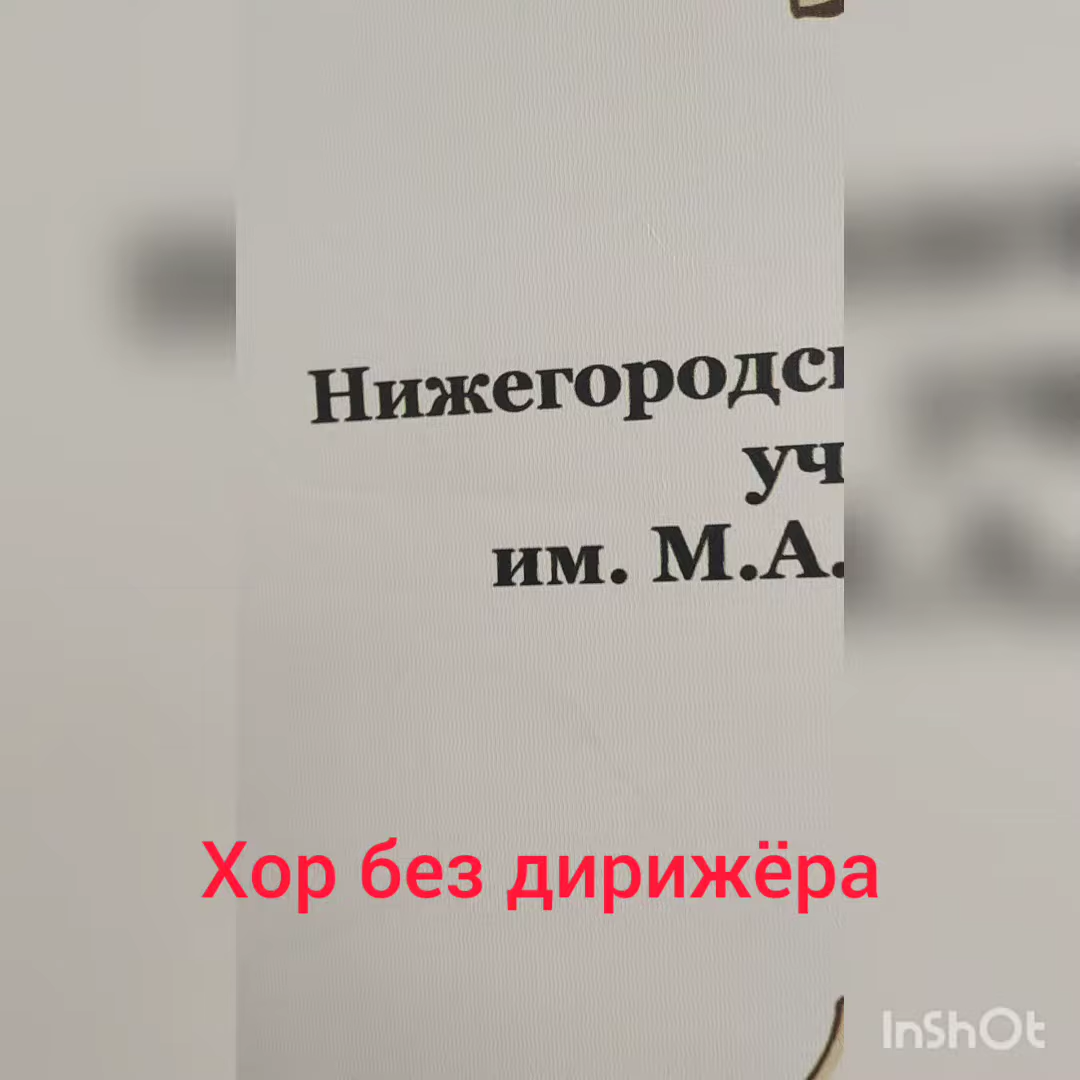 Нижегородс
уч
им. М.А.
Хор без дирижёра
InShOt